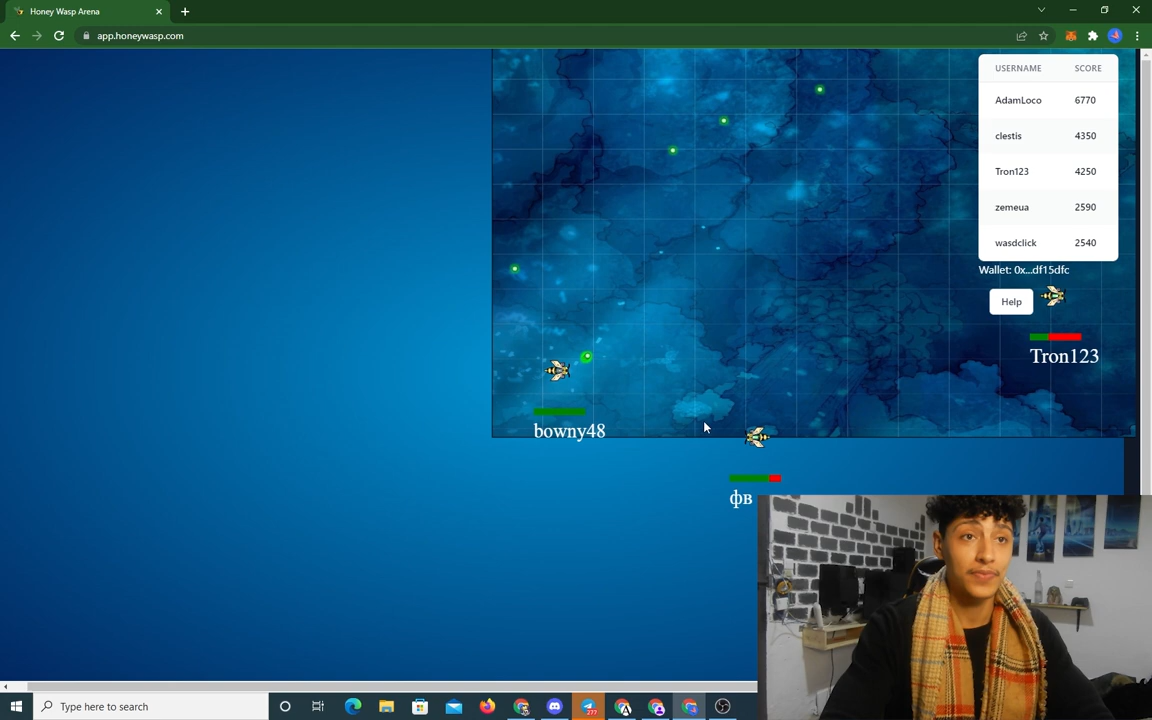 Honey Wasp Arena
app.honeywasp.com
USERNAME SCORE
AdamLoco 6770
clestis 4350
Tron123 4250
zemeua 2590
wasdclick 2540
Wallet: 0x...df15dfc
Help
Tron123
bowny48
фв
Type here to search
277